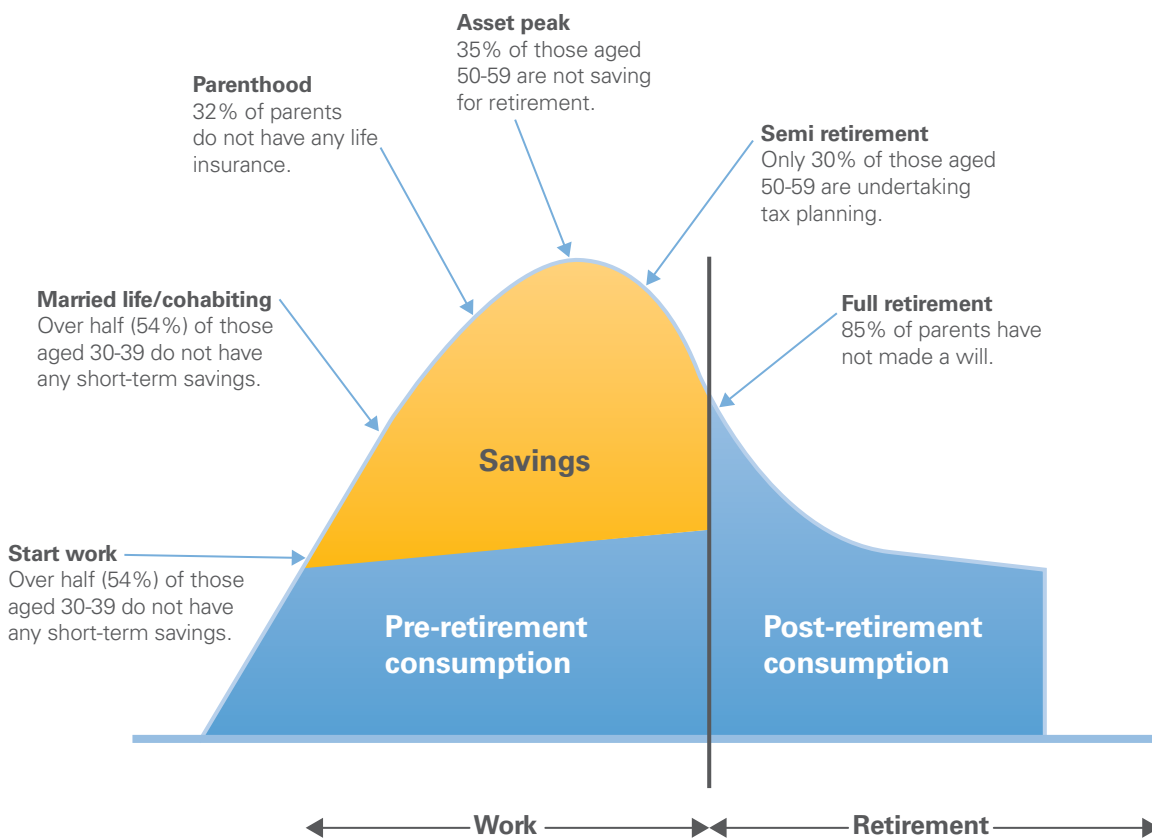 Asset peak
35% of those aged
50-59 are not saving
for retirement.
Parenthood
32% of parents
do not have any life
insurance.
Semi retirement
Only 30% of those aged
50-59 are undertaking
tax planning.
Married life/cohabiting
Over half (54%) of those
aged 30-39 do not have
any short-term savings.
Full retirement
85% of parents have
not made a will.
Savings
Start work
Over half (54%) of those
aged 30-39 do not have
any short-term savings.
Pre-retirement
consumption
Post-retirement
consumption
Work
Retirement